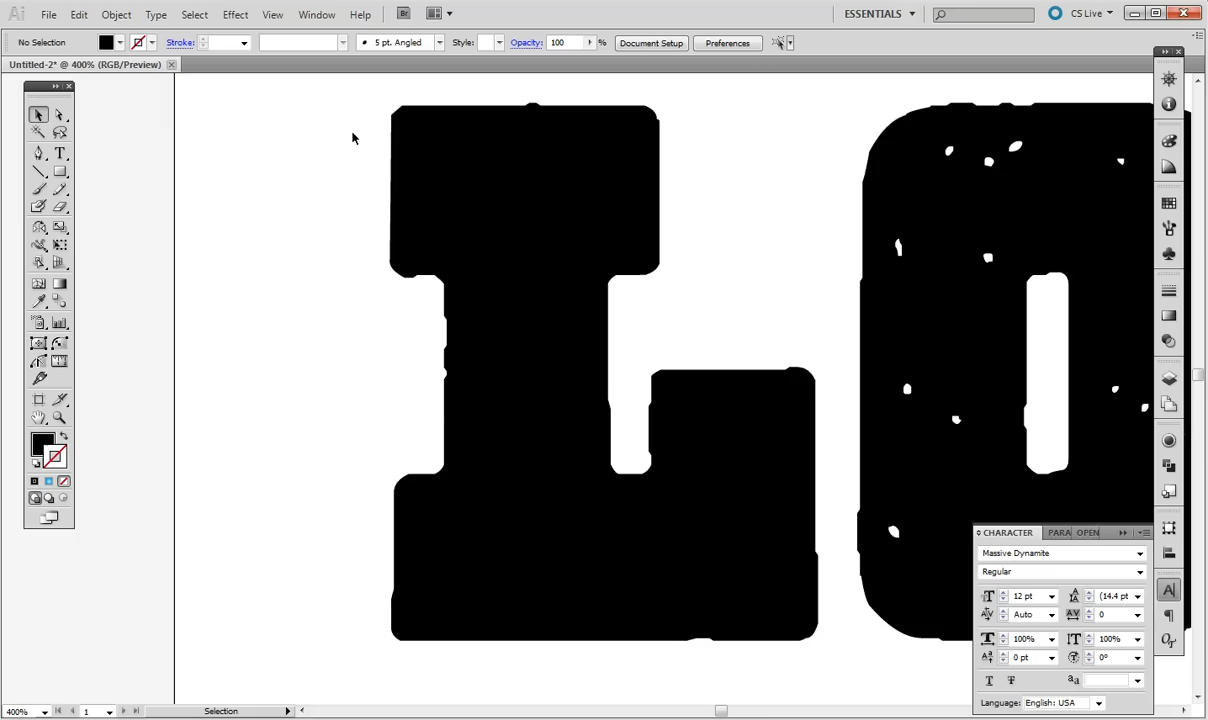 Ai File Edit Object Type Select Effect View Window Help Br ESSENTIALS CS Live
No Selection Stroke: 5 pt. Angled Style: Opacity: 100 % Document Setup Preferences
Untitled-2* @ 400% (RGB/Preview)
LO
CHARACTER PARA OPEN
Massive Dynamite
Regular
12 pt (14.4 pt
Auto 0
100% 100%
0 pt 0°
Language: English: USA
400% 1 Selection